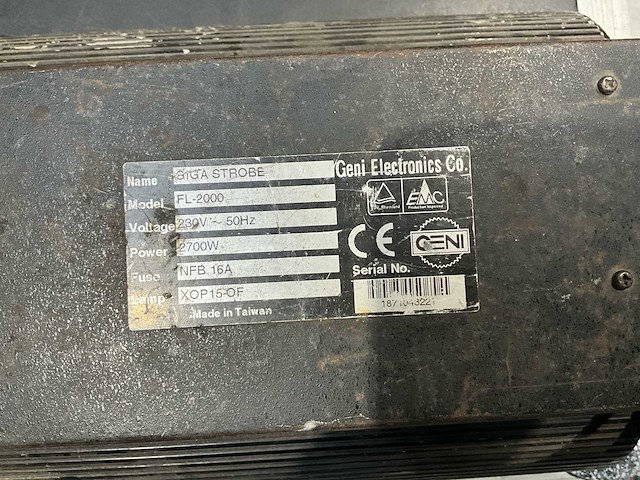 Name GIGA STROBE
Model FL-2000
Voltage 230V ~ 50Hz
Power 2700W
Fuse NFB.16A
Lamp XOP15-OF
Made in Taiwan
Geni Electronics Co.
EMC
CE
GENI
Serial No.